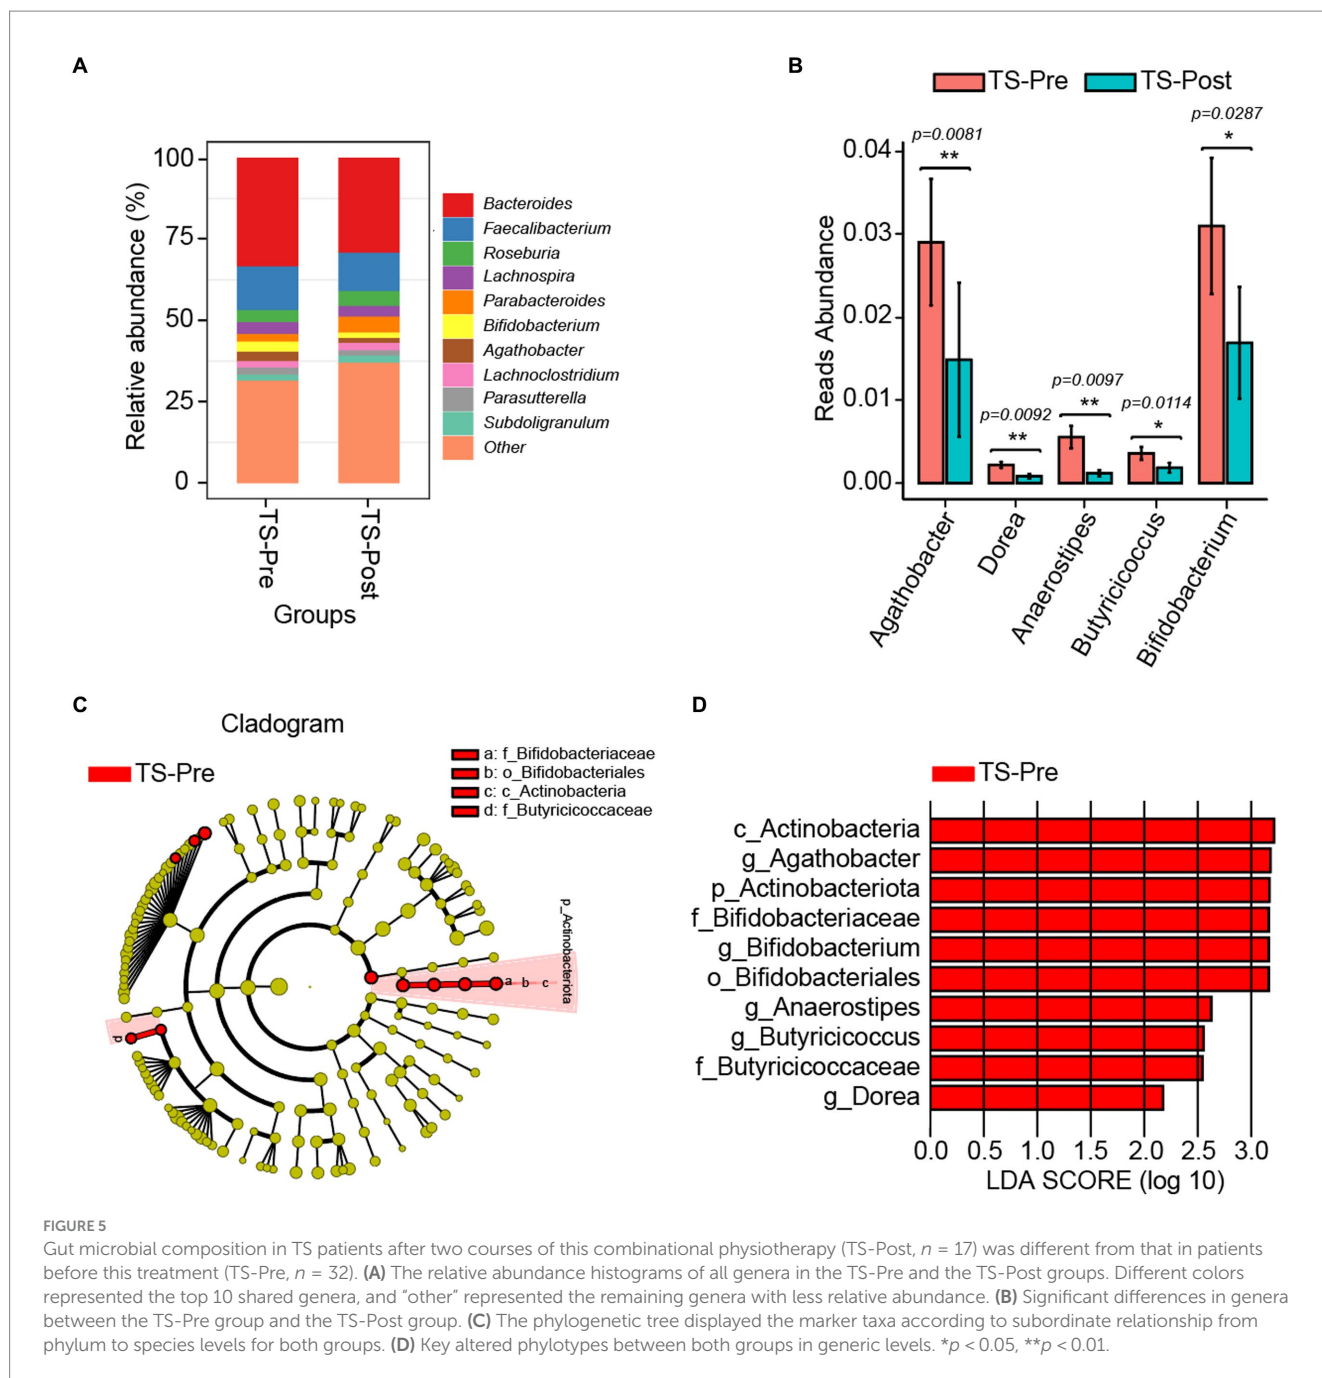 A
100
75
50
25
0
Relative abundance (%)
TS-Pre
TS-Post
Groups
Bacteroides
Faecalibacterium
Roseburia
Lachnospira
Parabacteroides
Bifidobacterium
Agathobacter
Lachnoclostridium
Parasutterella
Subdoligranulum
Other
B
TS-Pre TS-Post
p=0.0081
**
p=0.0092
**
p=0.0097
**
p=0.0114
*
p=0.0287
*
0.04
0.03
0.02
0.01
0.00
Reads Abundance
Agathobacter
Dorea
Anaerostipes
Butyricicoccus
Bifidobacterium
C
Cladogram
TS-Pre
a: f_Bifidobacteriaceae
b: o_Bifidobacteriales
c: c_Actinobacteria
d: f_Butyricicoccaceae
p_Actinobacteriota
a b c
d
D
TS-Pre
c_Actinobacteria
g_Agathobacter
p_Actinobacteriota
f_Bifidobacteriaceae
g_Bifidobacterium
o_Bifidobacteriales
g_Anaerostipes
g_Butyricicoccus
f_Butyricicoccaceae
g_Dorea
0.0 0.5 1.0 1.5 2.0 2.5 3.0
LDA SCORE (log 10)
FIGURE 5
Gut microbial composition in TS patients after two courses of this combinational physiotherapy (TS-Post, n = 17) was different from that in patients
before this treatment (TS-Pre, n = 32). (A) The relative abundance histograms of all genera in the TS-Pre and the TS-Post groups. Different colors
represented the top 10 shared genera, and "other" represented the remaining genera with less relative abundance. (B) Significant differences in genera
between the TS-Pre group and the TS-Post group. (C) The phylogenetic tree displayed the marker taxa according to subordinate relationship from
phylum to species levels for both groups. (D) Key altered phylotypes between both groups in generic levels. *p < 0.05, **p < 0.01.